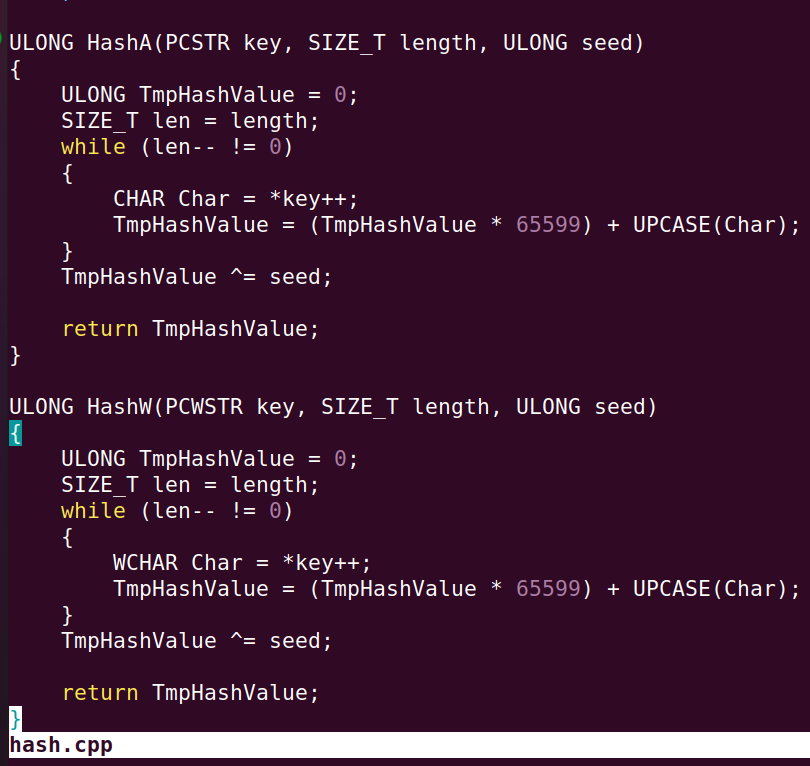 ULONG HashA(PCSTR key, SIZE_T length, ULONG seed)
{
    ULONG TmpHashValue = 0;
    SIZE_T len = length;
    while (len-- != 0)
    {
        CHAR Char = *key++;
        TmpHashValue = (TmpHashValue * 65599) + UPCASE(Char);
    }
    TmpHashValue ^= seed;

    return TmpHashValue;
}

ULONG HashW(PCWSTR key, SIZE_T length, ULONG seed)
{
    ULONG TmpHashValue = 0;
    SIZE_T len = length;
    while (len-- != 0)
    {
        WCHAR Char = *key++;
        TmpHashValue = (TmpHashValue * 65599) + UPCASE(Char);
    }
    TmpHashValue ^= seed;

    return TmpHashValue;
}
hash.cpp